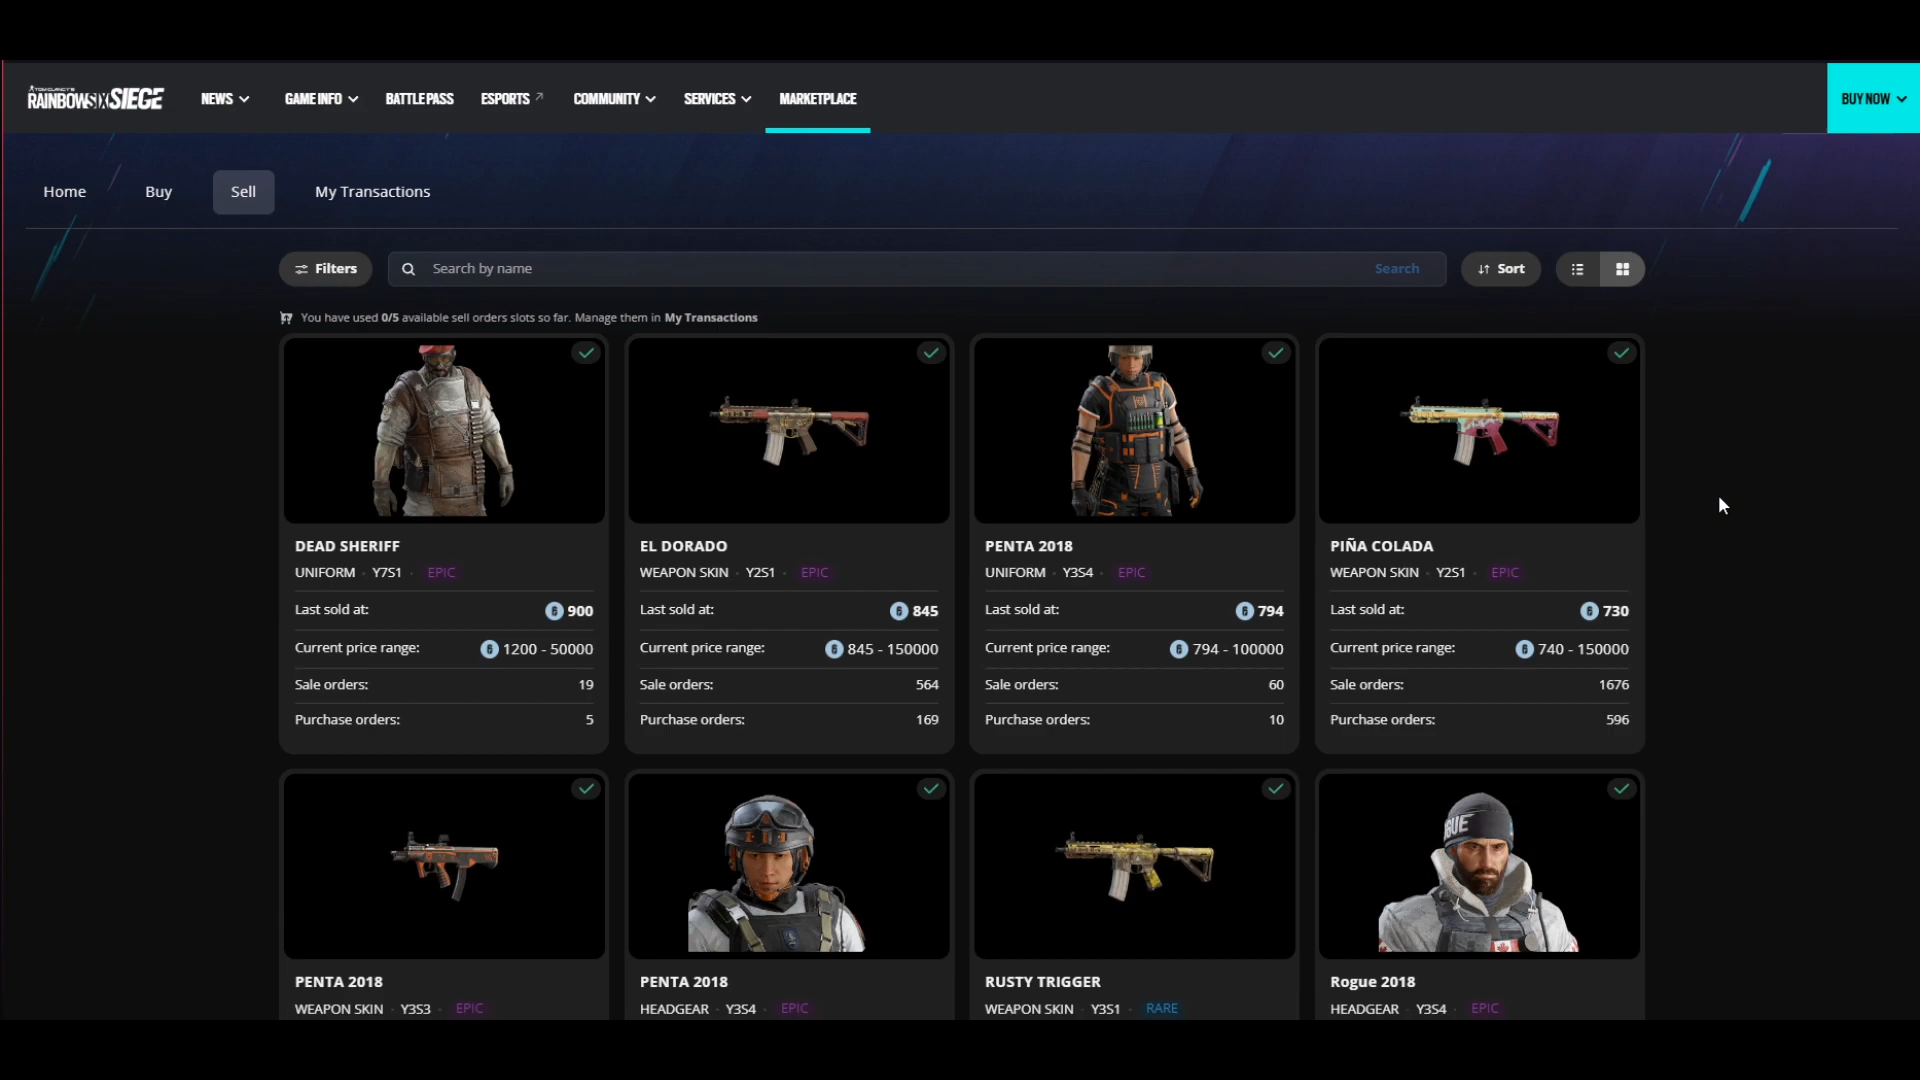 TOM CLANCY'S
RAINBOWSIX SIEGE
NEWS
GAME INFO
BATTLE PASS
ESPORTS
COMMUNITY
SERVICES
MARKETPLACE
BUY NOW
Home
Buy
Sell
My Transactions
Filters
Search by name
Search
Sort
You have used 0/5 available sell orders slots so far. Manage them in My Transactions
DEAD SHERIFF
UNIFORM · Y7S1 · EPIC
Last sold at: 900
Current price range: 1200 - 50000
Sale orders: 19
Purchase orders: 5
EL DORADO
WEAPON SKIN · Y2S1 · EPIC
Last sold at: 845
Current price range: 845 - 150000
Sale orders: 564
Purchase orders: 169
PENTA 2018
UNIFORM · Y3S4 · EPIC
Last sold at: 794
Current price range: 794 - 100000
Sale orders: 60
Purchase orders: 10
PIÑA COLADA
WEAPON SKIN · Y2S1 · EPIC
Last sold at: 730
Current price range: 740 - 150000
Sale orders: 1676
Purchase orders: 596
PENTA 2018
WEAPON SKIN · Y3S3 · EPIC
PENTA 2018
HEADGEAR · Y3S4 · EPIC
RUSTY TRIGGER
WEAPON SKIN · Y3S1 · RARE
Rogue 2018
HEADGEAR · Y3S4 · EPIC